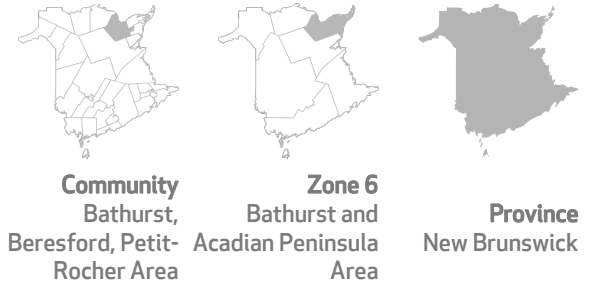 Community
Bathurst,
Beresford, Petit-
Rocher Area
Zone 6
Bathurst and
Acadian Peninsula
Area
Province
New Brunswick